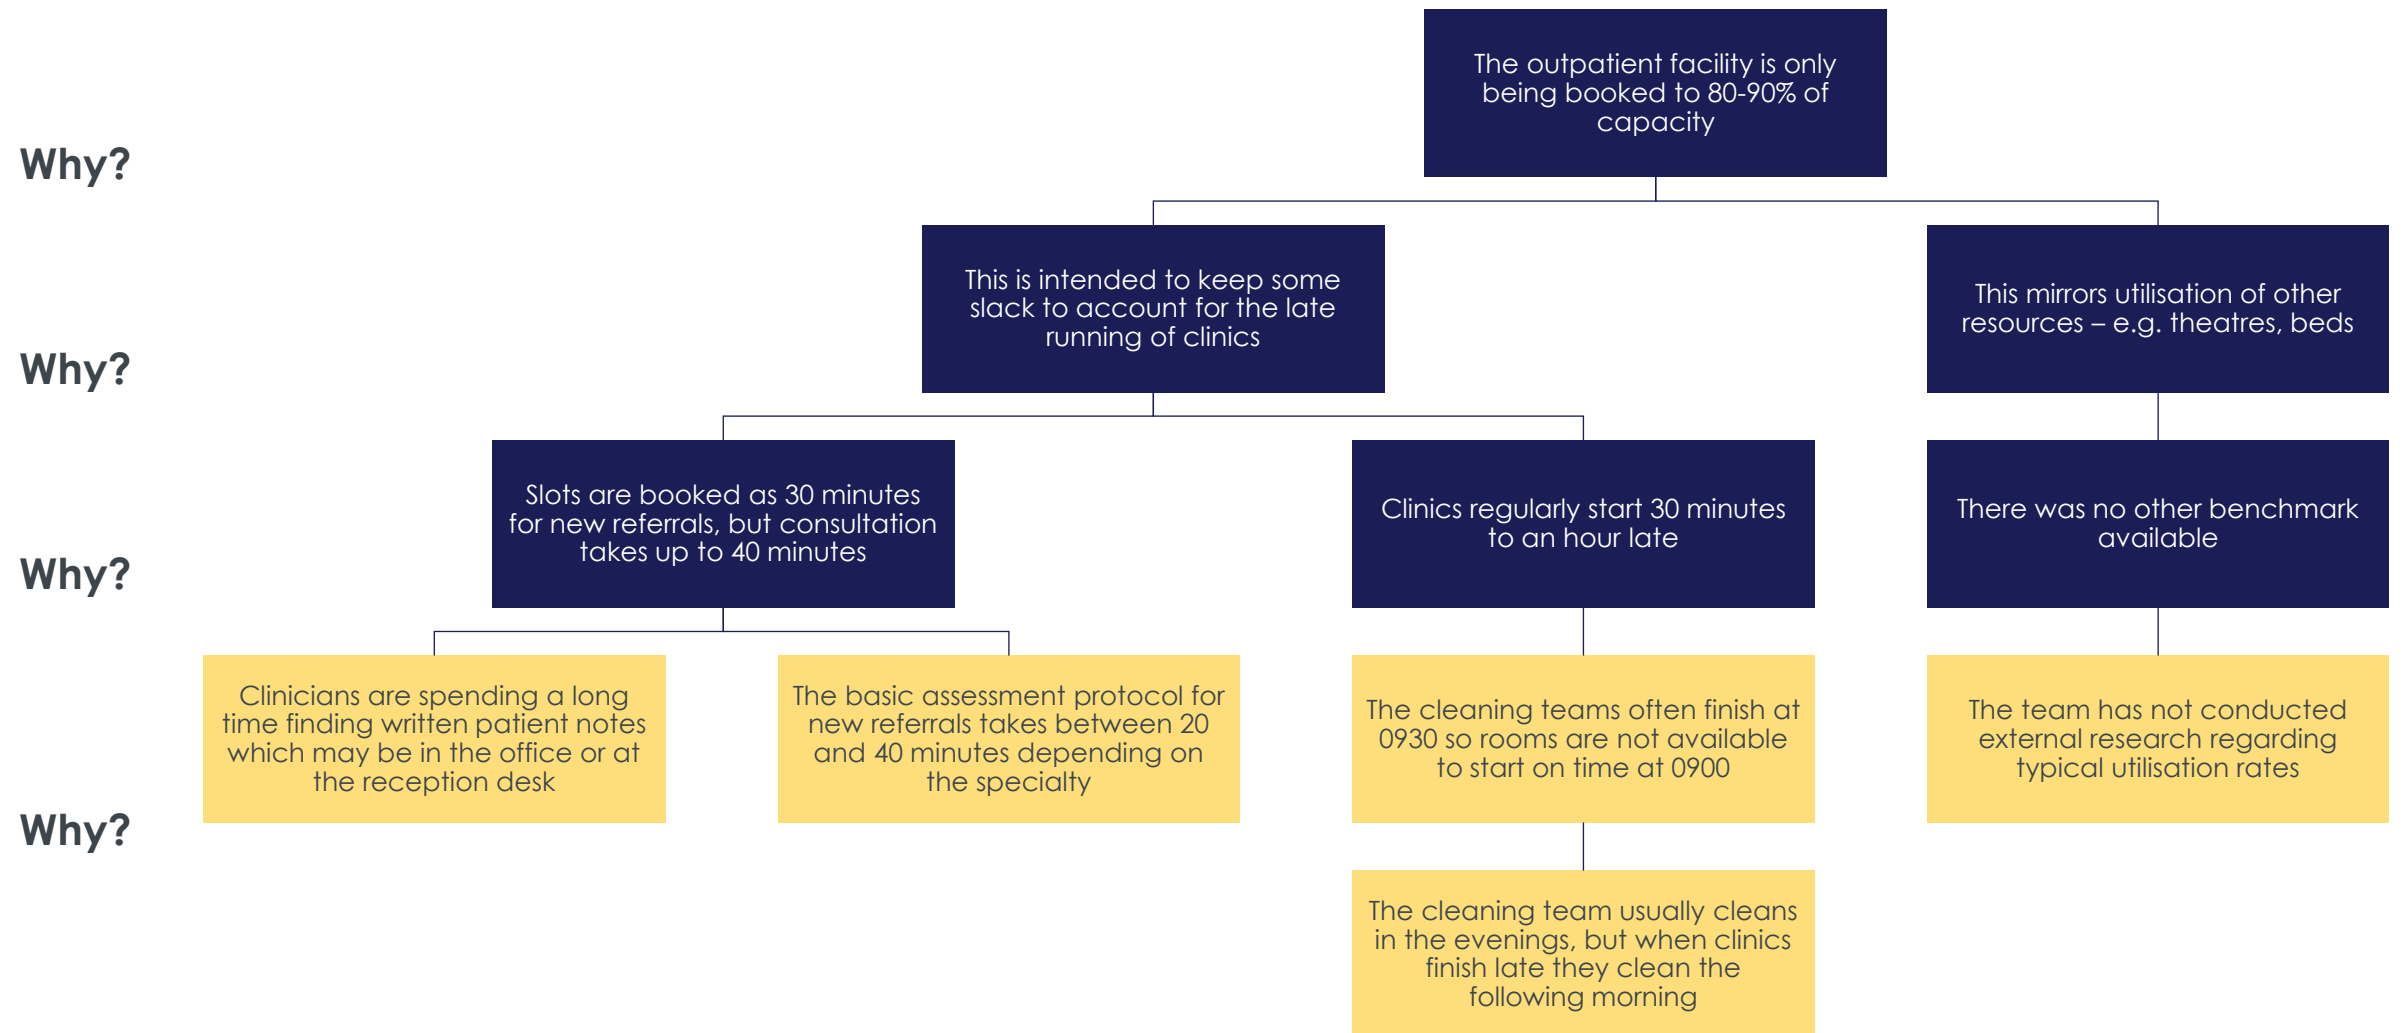 The outpatient facility is only
being booked to 80-90% of
capacity
Why?
This is intended to keep some
slack to account for the late
running of clinics
This mirrors utilisation of other
resources – e.g. theatres, beds
Why?
Slots are booked as 30 minutes
for new referrals, but consultation
takes up to 40 minutes
Clinics regularly start 30 minutes
to an hour late
There was no other benchmark
available
Why?
Clinicians are spending a long
time finding written patient notes
which may be in the office or at
the reception desk
The basic assessment protocol for
new referrals takes between 20
and 40 minutes depending on
the specialty
The cleaning teams often finish at
0930 so rooms are not available
to start on time at 0900
The team has not conducted
external research regarding
typical utilisation rates
Why?
The cleaning team usually cleans
in the evenings, but when clinics
finish late they clean the
following morning